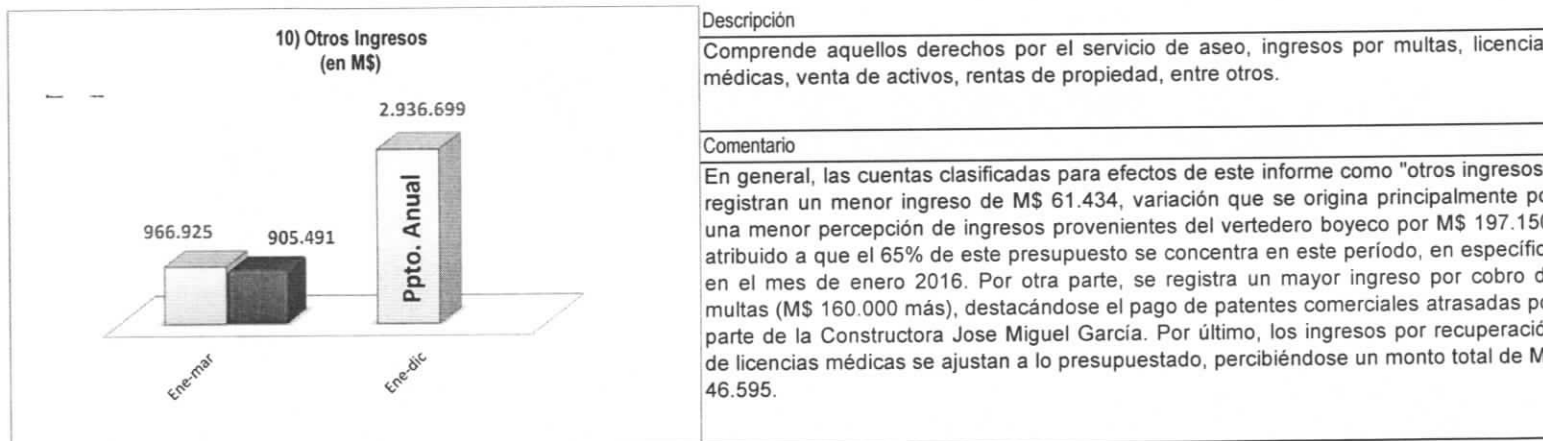 10) Otros Ingresos
(en M$)
2.936.699
966.925
905.491
Ppto. Anual
Ene-mar
Ene-dic
Descripción
Comprende aquellos derechos por el servicio de aseo, ingresos por multas, licencia
médicas, venta de activos, rentas de propiedad, entre otros.
Comentario
En general, las cuentas clasificadas para efectos de este informe como "otros ingresos
registran un menor ingreso de M$ 61.434, variación que se origina principalmente po
una menor percepción de ingresos provenientes del vertedero boyeco por M$ 197.150
atribuido a que el 65% de este presupuesto se concentra en este período, en específic
en el mes de enero 2016. Por otra parte, se registra un mayor ingreso por cobro d
multas (M$ 160.000 más), destacándose el pago de patentes comerciales atrasadas po
parte de la Constructora Jose Miguel García. Por último, los ingresos por recuperació
de licencias médicas se ajustan a lo presupuestado, percibiéndose un monto total de M
46.595.